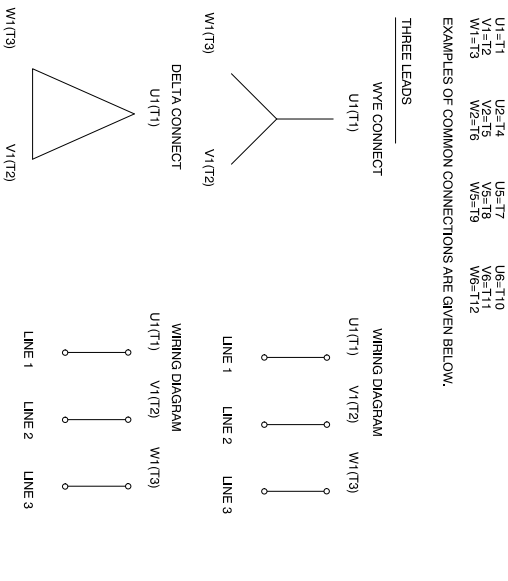 U1=T1 U2=T4 U5=T7 U6=T10
V1=T2 V2=T5 V5=T8 V6=T11
W1=T3 W2=T6 W5=T9 W6=T12
EXAMPLES OF COMMON CONNECTIONS ARE GIVEN BELOW.
THREE LEADS
WYE CONNECT
WIRING DIAGRAM
U1(T1)
U1(T1) V1(T2) W1(T3)
W1(T3) V1(T2)
LINE 1 LINE 2 LINE 3
DELTA CONNECT
WIRING DIAGRAM
U1(T1)
U1(T1) V1(T2) W1(T3)
W1(T3) V1(T2)
LINE 1 LINE 2 LINE 3